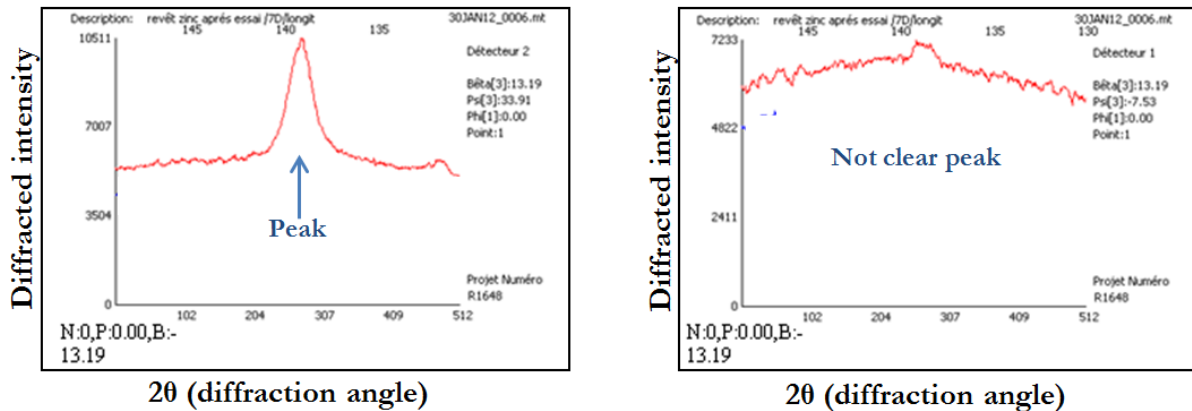 Description: revêt zinc aprés essai /7D/longit 30JAN12_0006.mt
145 140 135
10511
7007
3504
0
102 204 307 409 512
Détecteur 2
Bêta[3]:13.19
Ps[3]:33.91
Phi[1]:0.00
Point:1
Peak
Projet Numéro
R1648
N:0,P:0.00,B:-
13.19
Diffracted intensity
2θ (diffraction angle)
Description: revêt zinc aprés essai /7D/longit 30JAN12_0006.mt
145 140 135 130
7233
4822
2411
0
102 204 307 409 512
Détecteur 1
Bêta[3]:13.19
Ps[3]:-7.53
Phi[1]:0.00
Point:1
Not clear peak
Projet Numéro
R1648
N:0,P:0.00,B:-
13.19
Diffracted intensity
2θ (diffraction angle)